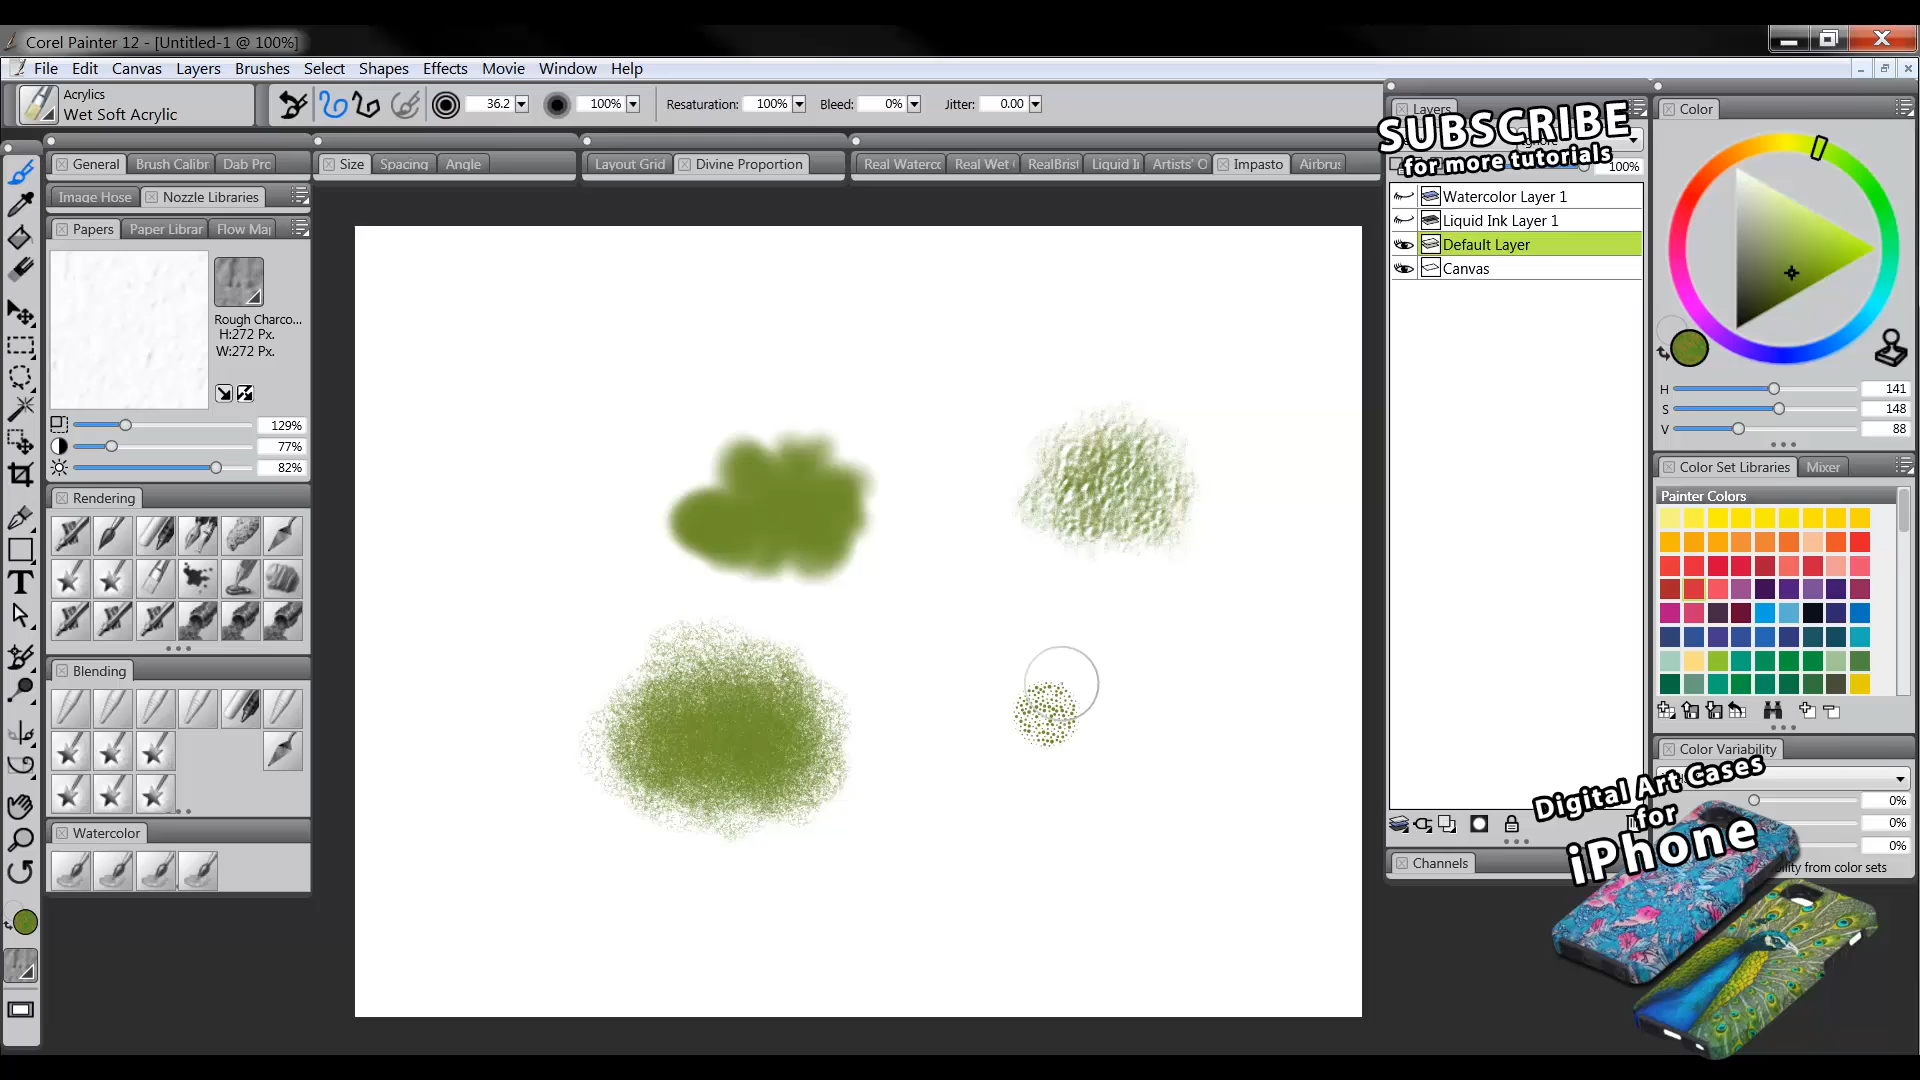 Corel Painter 12 - [Untitled-1 @ 100%]
File Edit Canvas Layers Brushes Select Shapes Effects Movie Window Help
Acrylics
Wet Soft Acrylic
36.2 100% Resaturation: 100% Bleed: 0% Jitter: 0.00
Layers
SUBSCRIBE
for more tutorials
100%
Color
General Brush Calibr Dab Pro Size Spacing Angle Layout Grid Divine Proportion Real Waterco Real Wet RealBrist Liquid I Artists' O Impasto Airbrus
Image Hose Nozzle Libraries
Papers Paper Librar Flow Ma
Rough Charco...
H:272 Px.
W:272 Px.
129%
77%
82%
Rendering
Blending
Watercolor
Watercolor Layer 1
Liquid Ink Layer 1
Default Layer
Canvas
Channels
H 141
S 148
V 88
Color Set Libraries Mixer
Painter Colors
Color Variability
0%
0%
0%
ility from color sets
Digital Art Cases
for
iPhone
T